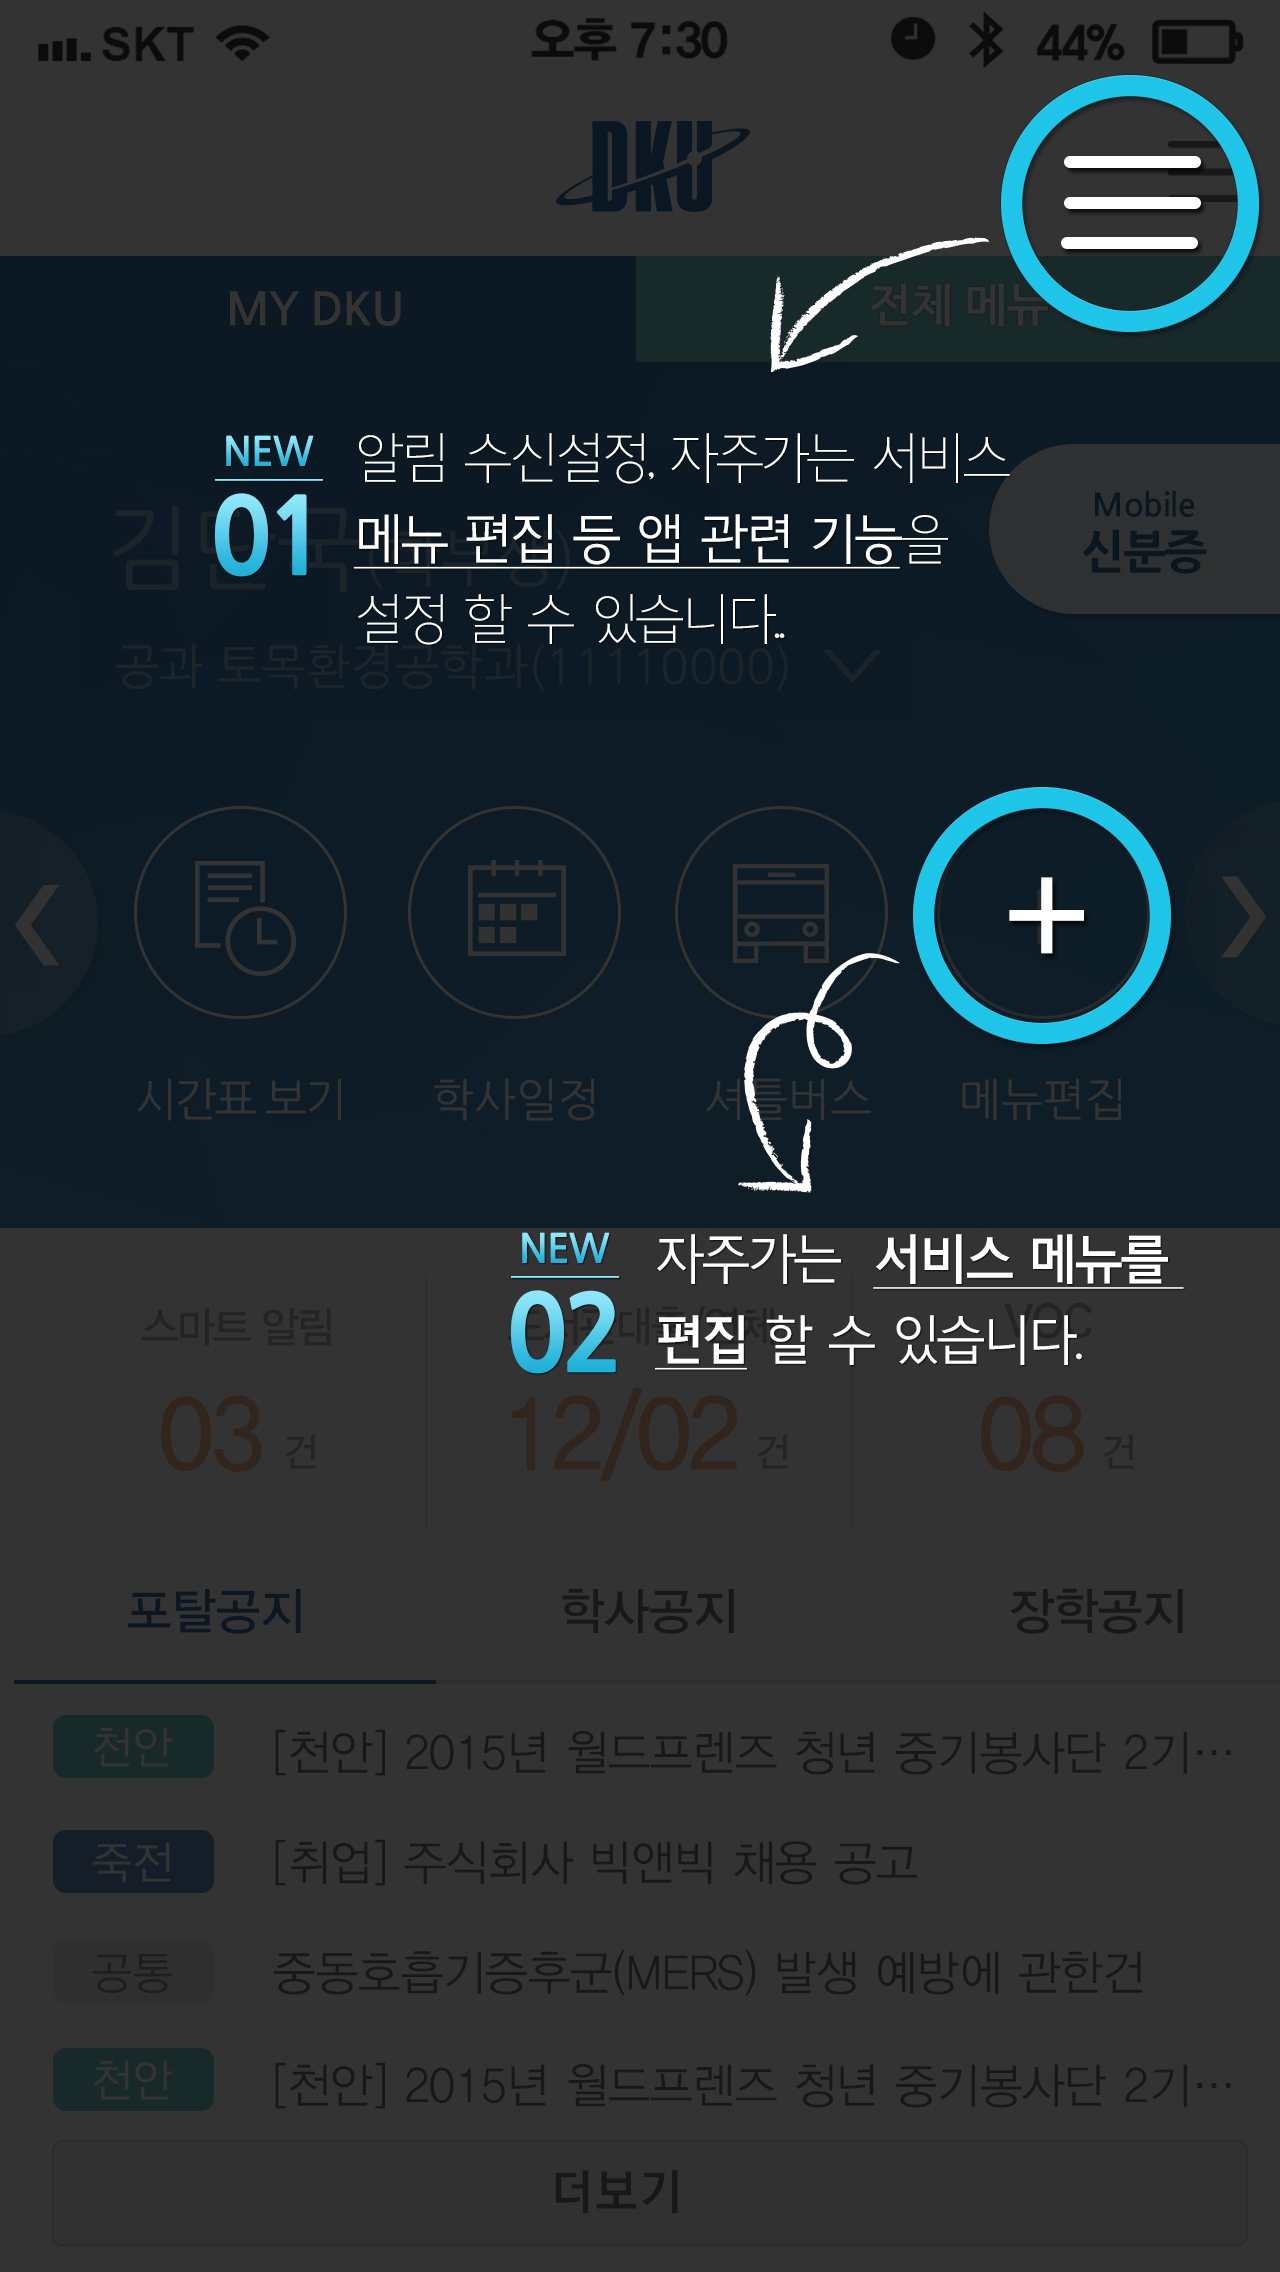 SKT 오후 7:30 44%
DKU
MY DKU 전체 메뉴
NEW 01
알림 수신설정, 자주가는 서비스
메뉴 편집 등 앱 관련 기능을
설정 할 수 있습니다..
Mobile
신분증
공과 토목환경공학과(11110000)
시간표 보기 학사일정 셔틀버스 메뉴편집
NEW 02
자주가는 서비스 메뉴를
편집 할 수 있습니다.
스마트 알림 VOC
03 건 12/02 건 08 건
포탈공지 학사공지 장학공지
천안 [천안] 2015년 월드프렌즈 청년 중기봉사단 2기…
죽전 [취업] 주식회사 빅앤빅 채용 공고
공통 중동호흡기증후군(MERS) 발생 예방에 관한건
천안 [천안] 2015년 월드프렌즈 청년 중기봉사단 2기…
더보기